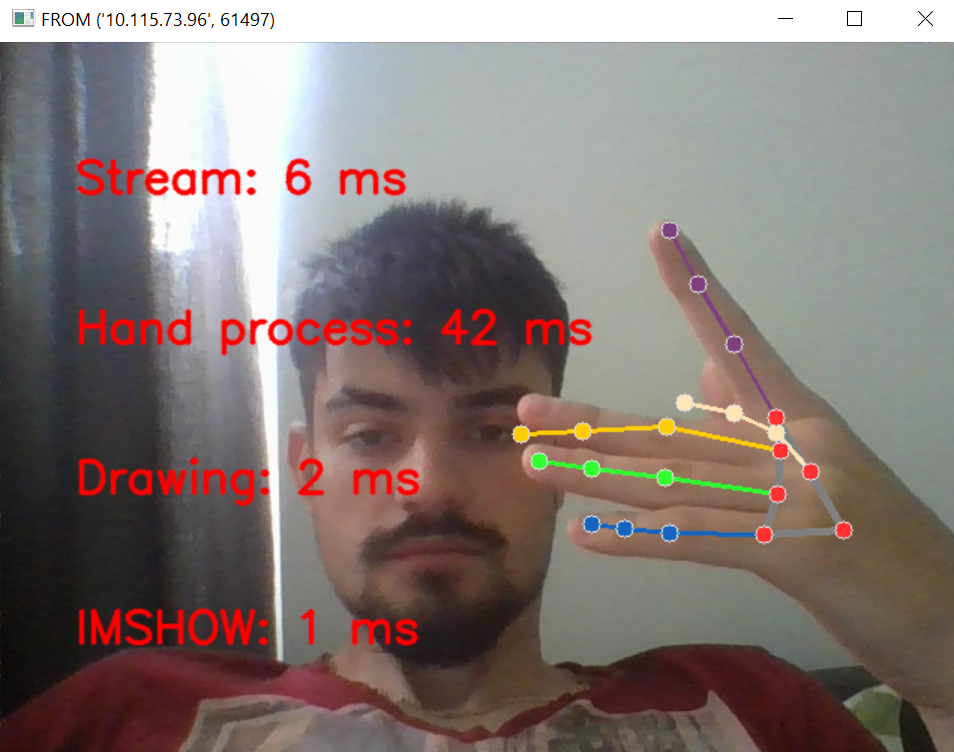 FROM ('10.115.73.96', 61497)
Stream: 6 ms
Hand process: 42 ms
Drawing: 2 ms
IMSHOW: 1 ms